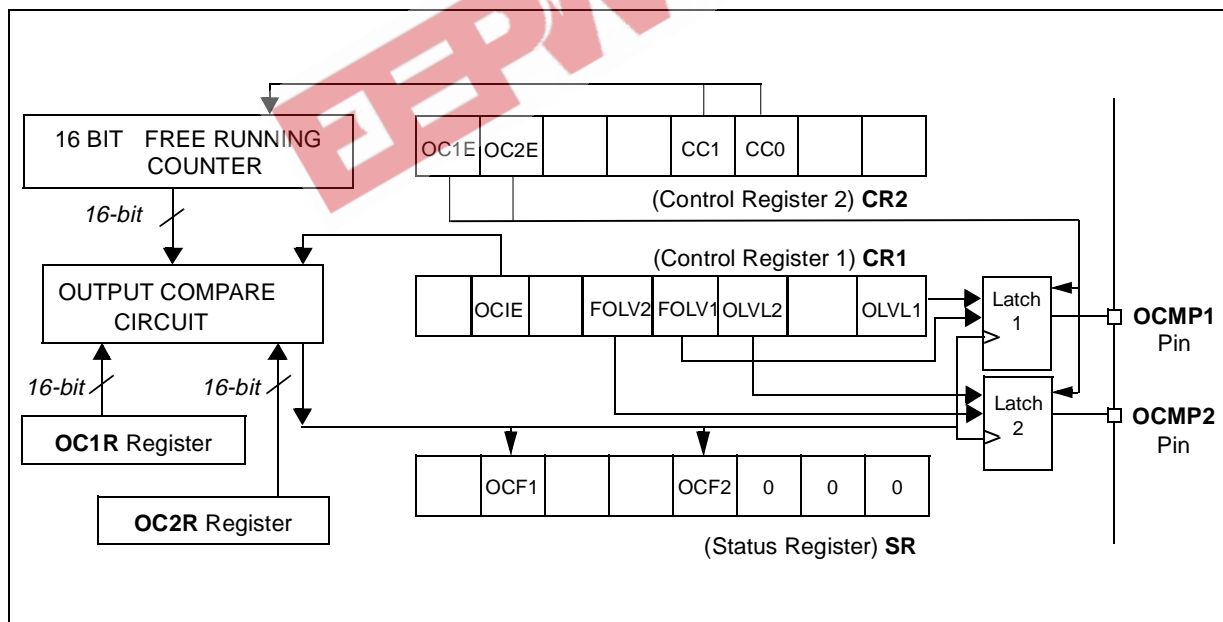 EEPW
16 BIT FREE RUNNING
COUNTER
OC1E OC2E CC1 CC0
(Control Register 2) CR2
16-bit
(Control Register 1) CR1
OCIE FOLV2 FOLV1 OLVL2 OLVL1
OUTPUT COMPARE
CIRCUIT
Latch
1
OCMP1
Pin
16-bit 16-bit
Latch
2
OCMP2
Pin
OC1R Register
OCF1 OCF2 0 0 0
OC2R Register
(Status Register) SR